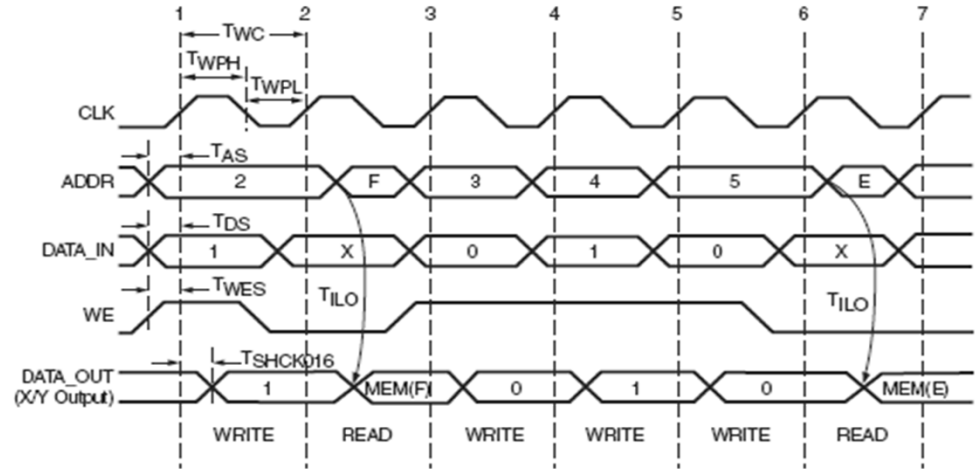 1 2 3 4 5 6 7
TWC
TWPH
TWPL
CLK
TAS
ADDR 2 F 3 4 5 E
TDS
DATA_IN 1 X 0 1 0 X
TWES
WE TILO TILO
TSHCK016
DATA_OUT
(X/Y Output) 1 MEM(F) 0 1 0 MEM(E)
WRITE READ WRITE WRITE WRITE READ